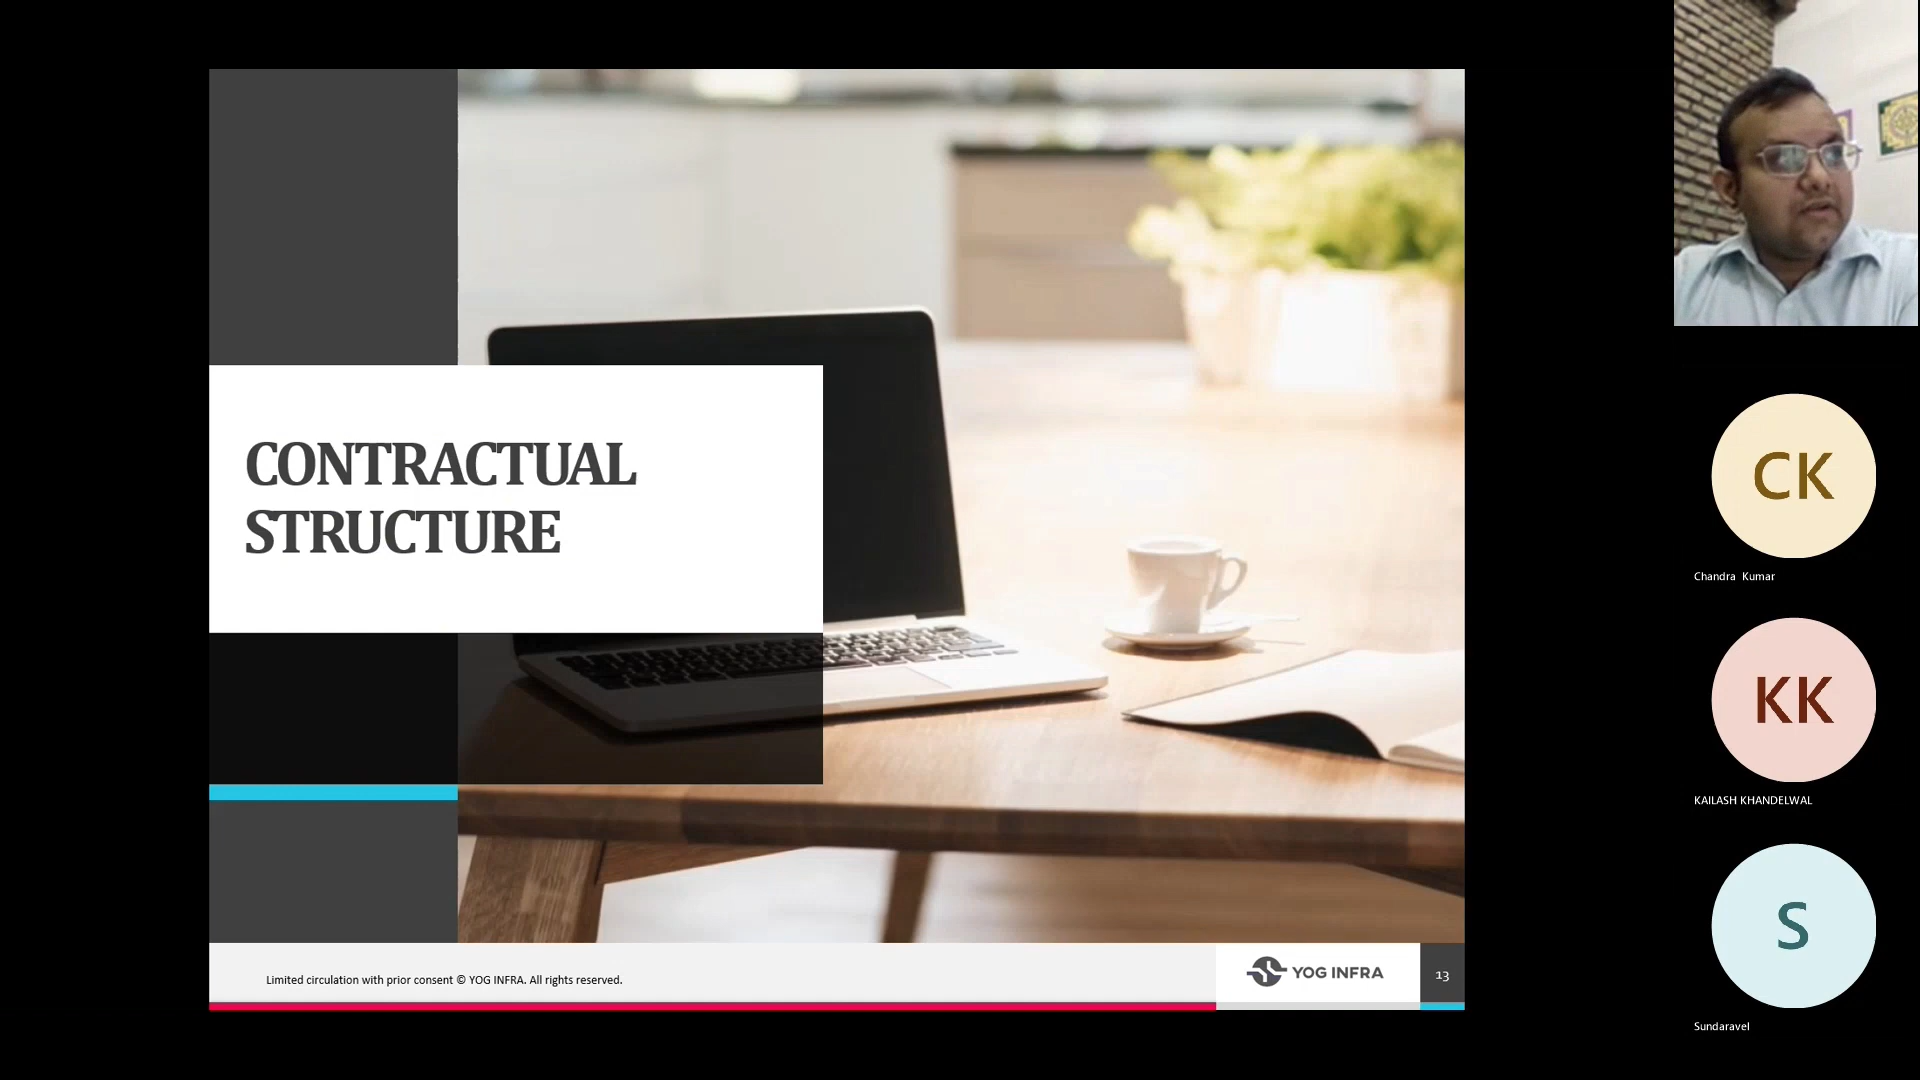 CONTRACTUAL
STRUCTURE
Limited circulation with prior consent © YOG INFRA. All rights reserved.
YOG INFRA
13
CK
Chandra Kumar
KK
KAILASH KHANDELWAL
S
Sundaravel